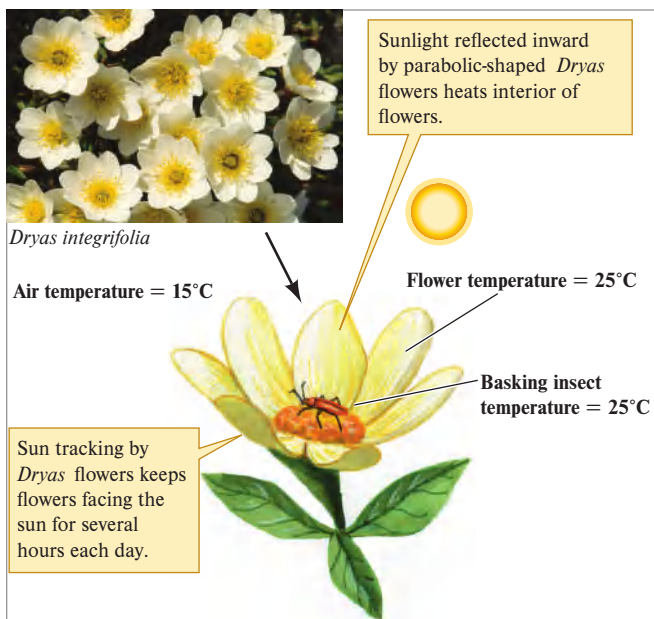 Sunlight reflected inward
by parabolic-shaped Dryas
flowers heats interior of
flowers.
Dryas integrifolia
Air temperature = 15°C
Flower temperature = 25°C
Basking insect
temperature = 25°C
Sun tracking by
Dryas flowers keeps
flowers facing the
sun for several
hours each day.